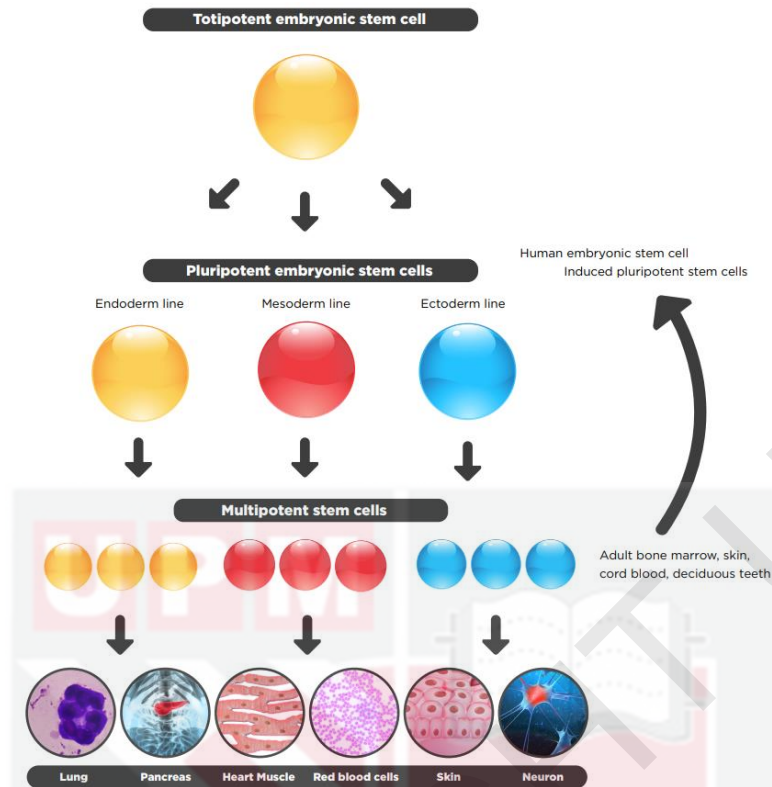 Totipotent embryonic stem cell
Human embryonic stem cell
Induced pluripotent stem cells
Pluripotent embryonic stem cells
Endoderm line
Mesoderm line
Ectoderm line
Multipotent stem cells
Adult bone marrow, skin,
cord blood, deciduous teeth
UPM
Lung
Pancreas
Heart Muscle
Red blood cells
Skin
Neuron